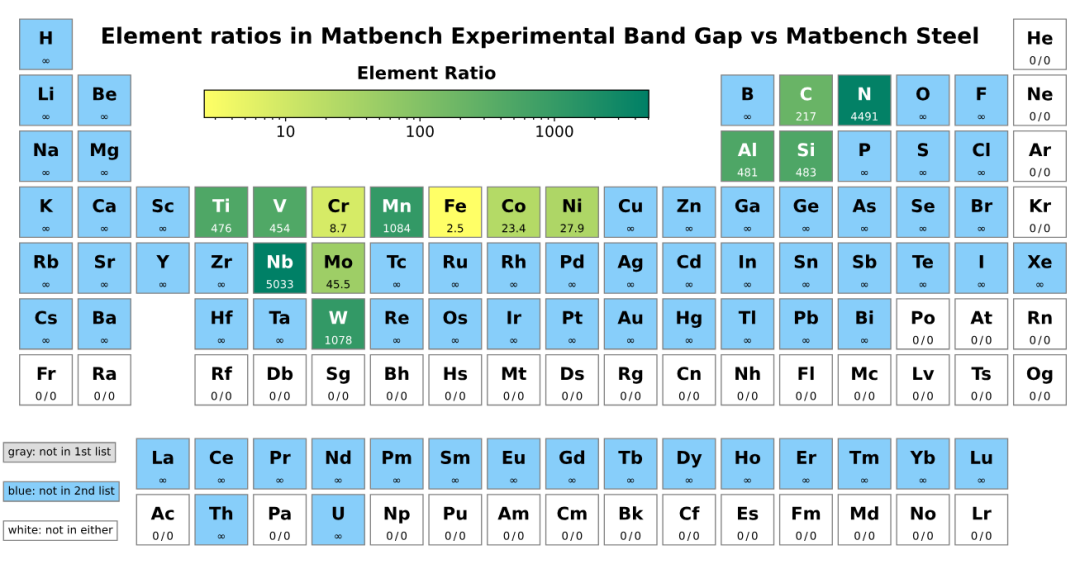 Element ratios in Matbench Experimental Band Gap vs Matbench Steel
Element Ratio
10 100 1000
H He
∞ 0/0
Li Be B C N O F Ne
∞ ∞ ∞ 217 4491 ∞ ∞ 0/0
Na Mg Al Si P S Cl Ar
∞ ∞ 481 483 ∞ ∞ ∞ 0/0
K Ca Sc Ti V Cr Mn Fe Co Ni Cu Zn Ga Ge As Se Br Kr
∞ ∞ ∞ 476 454 8.7 1084 2.5 23.4 27.9 ∞ ∞ ∞ ∞ ∞ ∞ ∞ 0/0
Rb Sr Y Zr Nb Mo Tc Ru Rh Pd Ag Cd In Sn Sb Te I Xe
∞ ∞ ∞ ∞ 5033 45.5 ∞ ∞ ∞ ∞ ∞ ∞ ∞ ∞ ∞ ∞ ∞ ∞
Cs Ba Hf Ta W Re Os Ir Pt Au Hg Tl Pb Bi Po At Rn
∞ ∞ ∞ ∞ 1078 ∞ ∞ ∞ ∞ ∞ ∞ ∞ ∞ ∞ 0/0 0/0 0/0
Fr Ra Rf Db Sg Bh Hs Mt Ds Rg Cn Nh Fl Mc Lv Ts Og
0/0 0/0 0/0 0/0 0/0 0/0 0/0 0/0 0/0 0/0 0/0 0/0 0/0 0/0 0/0 0/0 0/0
gray: not in 1st list
blue: not in 2nd list
white: not in either
La Ce Pr Nd Pm Sm Eu Gd Tb Dy Ho Er Tm Yb Lu
∞ ∞ ∞ ∞ ∞ ∞ ∞ ∞ ∞ ∞ ∞ ∞ ∞ ∞ ∞
Ac Th Pa U Np Pu Am Cm Bk Cf Es Fm Md No Lr
0/0 ∞ 0/0 ∞ 0/0 0/0 0/0 0/0 0/0 0/0 0/0 0/0 0/0 0/0 0/0